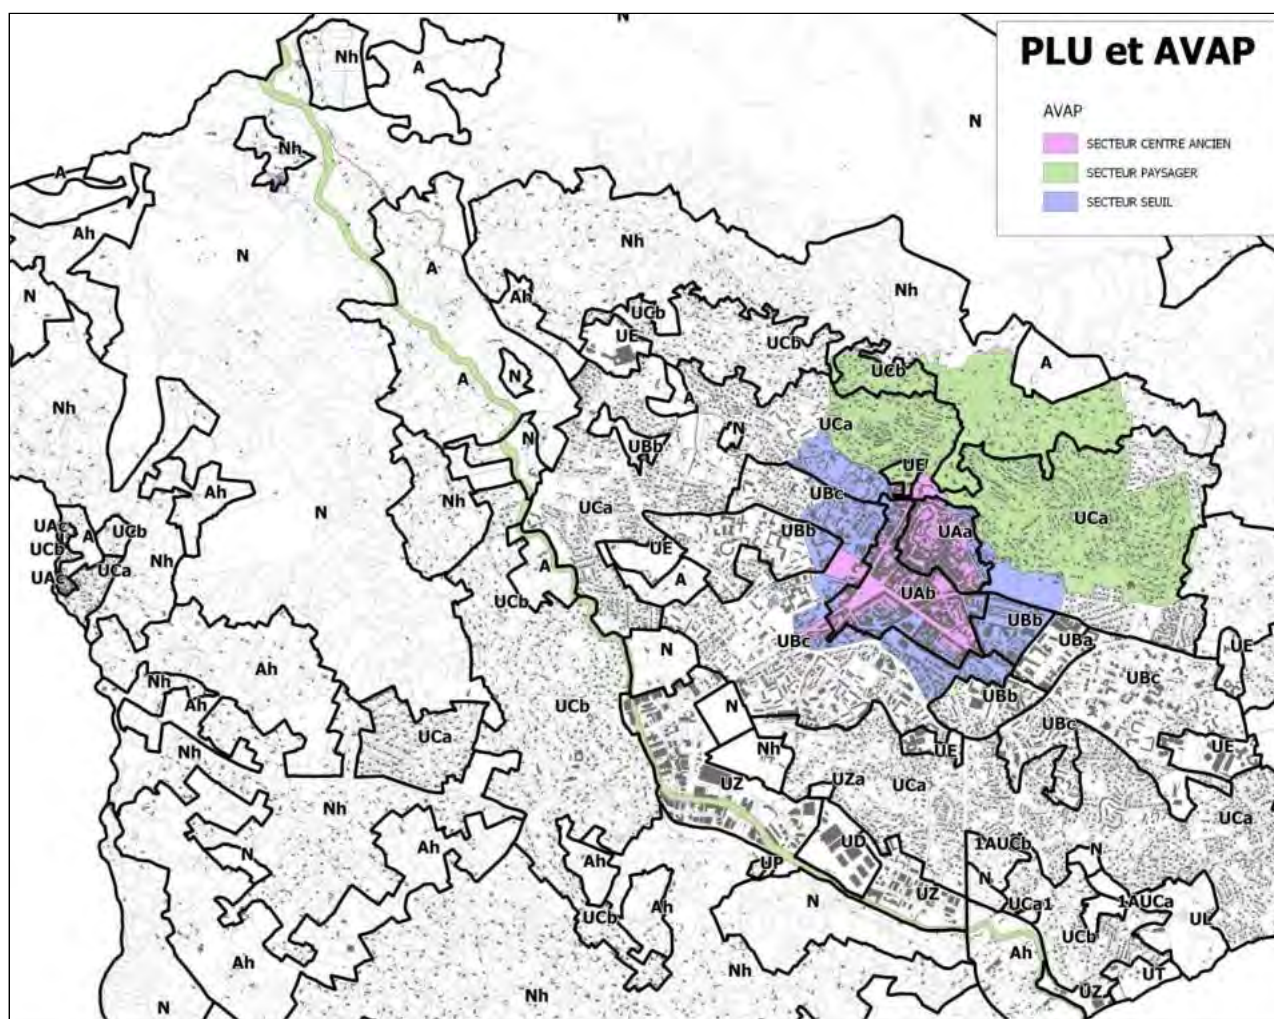 N
PLU et AVAP
AVAP
SECTEUR CENTRE ANCIEN
SECTEUR PAYSAGER
SECTEUR SEUIL
Nh
A
N
Nh
A
Ah
N
Nh
A
N
Ah
Nh
UCb
UE
UCb
A
UCb
A
N
Nh
A
UCa
N
N
UBb
UE
Ah
Nh
UBc
UCa
N
UCa
UAc
A
UCb
UBb
UAa
UCb
UE
Nh
UAc
UCa
A
A
UAb
UCb
UBb
UBc
UBa
UE
N
Ah
UBc
Nh
Ah
UBb
UCb
N
UBc
UCa
Nh
Nh
UE
UE
UZ
UZa
UCa
Nh
UCa
UD
1AUCb
N
Ah
N
Ah
UP
N
UZ
UCa1
1AUCa
N
Ah
UCb
UL
UCb
Ah
Ah
UT
Nh
Nh
UZ
N